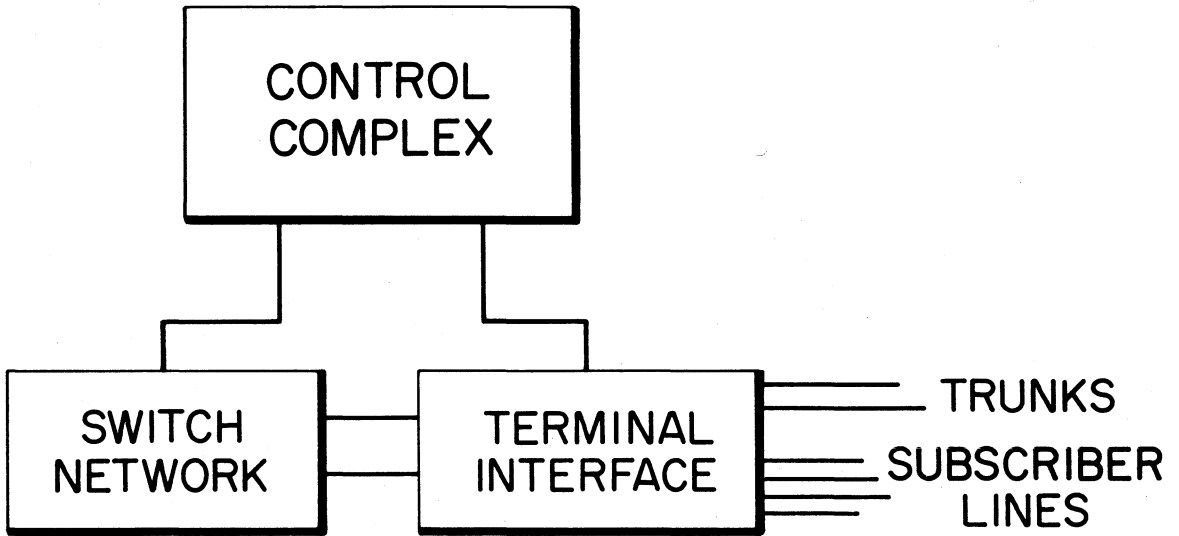 CONTROL
COMPLEX
SWITCH
NETWORK
TERMINAL
INTERFACE
TRUNKS
SUBSCRIBER
LINES